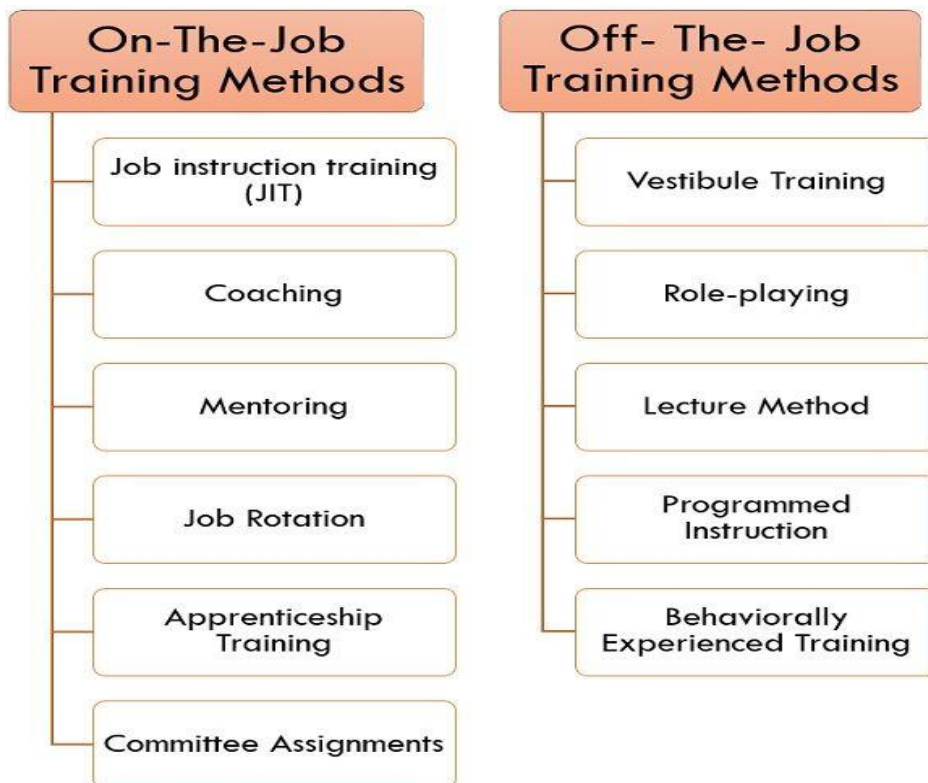 On-The-Job
Training Methods
Job instruction training
(JIT)
Coaching
Mentoring
Job Rotation
Apprenticeship
Training
Committee Assignments
Off- The- Job
Training Methods
Vestibule Training
Role-playing
Lecture Method
Programmed
Instruction
Behaviorally
Experienced Training